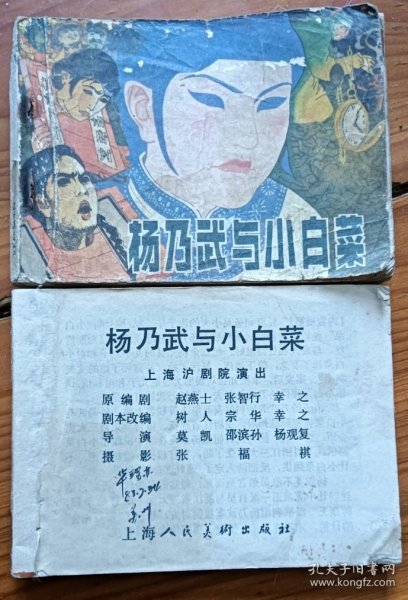 杨乃武与小白菜
杨乃武与小白菜
上海沪剧院演出
原编剧 赵燕士 张智行 幸之
剧本改编 树人 宗华 幸之
导演 莫凯 邵滨孙 杨观复
摄影 张福祺
苏州
上海人民美術出版社
孔夫子旧书网
www.kongfz.com